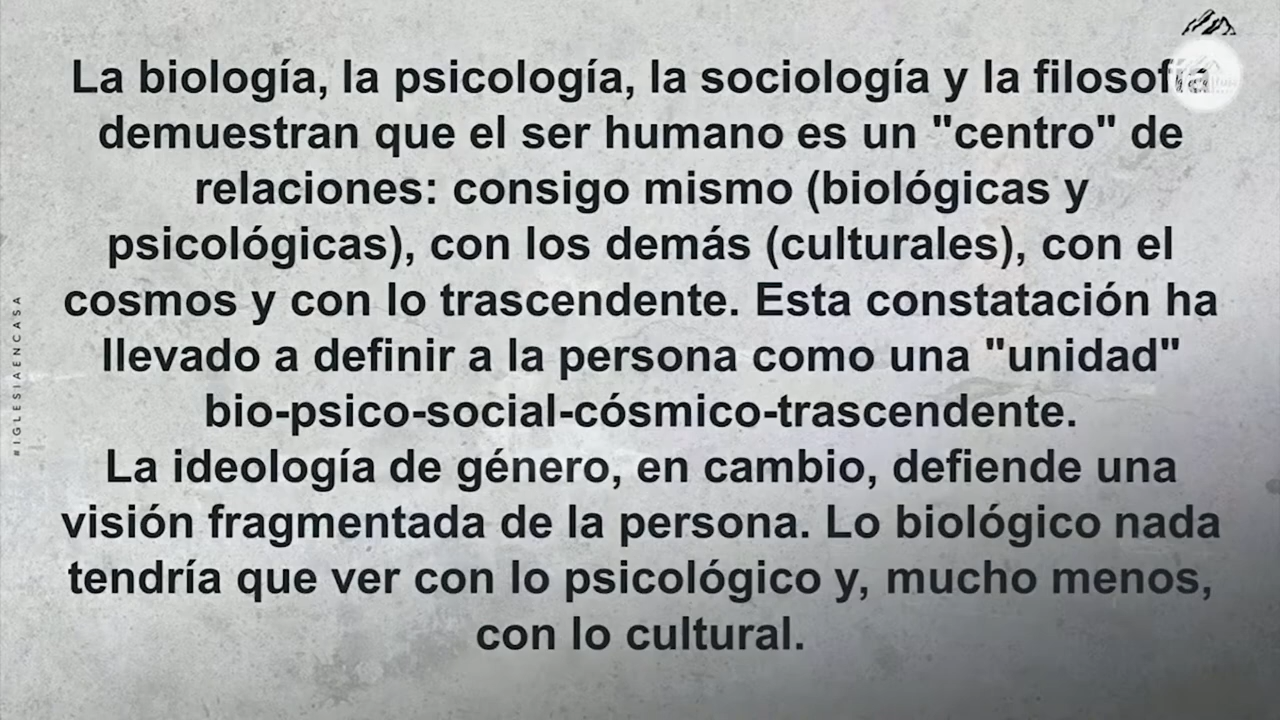 La biología, la psicología, la sociología y la filosofía
demuestran que el ser humano es un "centro" de
relaciones: consigo mismo (biológicas y
psicológicas), con los demás (culturales), con el
cosmos y con lo trascendente. Esta constatación ha
llevado a definir a la persona como una "unidad"
bio-psico-social-cósmico-trascendente.
La ideología de género, en cambio, defiende una
visión fragmentada de la persona. Lo biológico nada
tendría que ver con lo psicológico y, mucho menos,
con lo cultural.
#IGLESIAENCASA